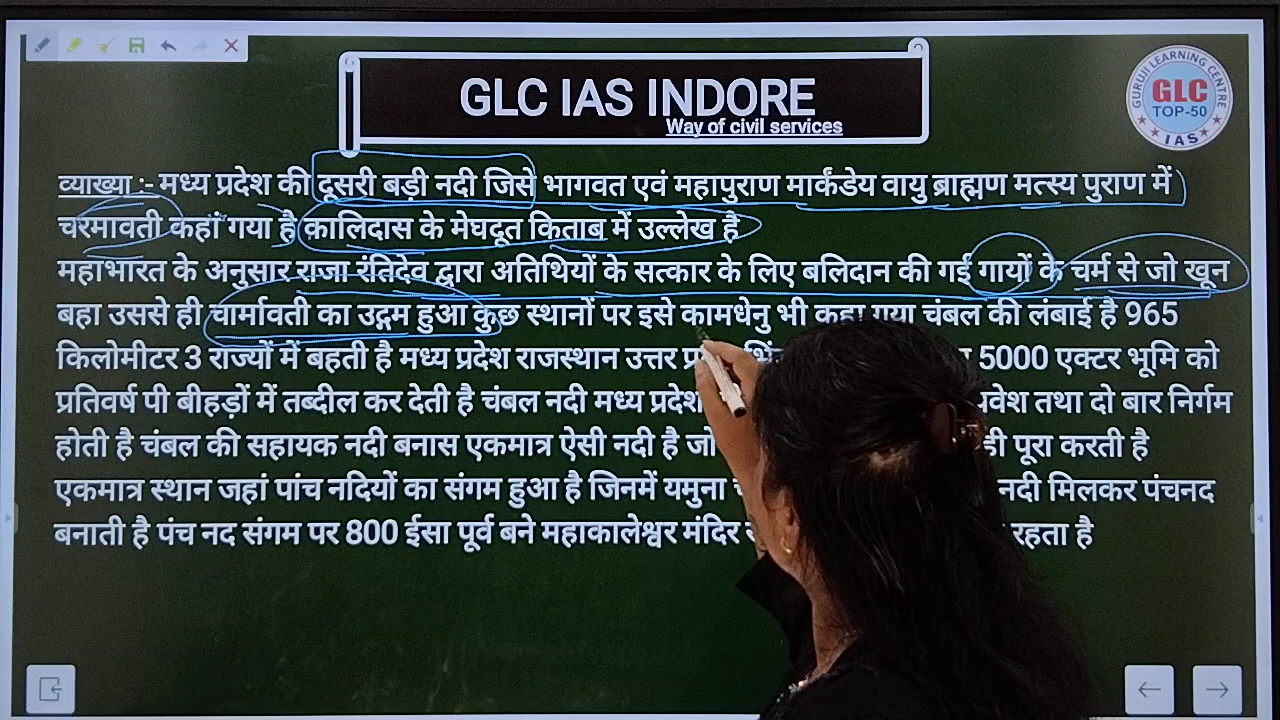 GLC IAS INDORE
Way of civil services
GURUJI LEARNING CENTRE
GLC
TOP-50
IAS
व्याख्या :- मध्य प्रदेश की दूसरी बड़ी नदी जिसे भागवत एवं महापुराण मार्कंडेय वायु ब्राह्मण मत्स्य पुराण में
चरमावती कहां गया है कालिदास के मेघदूत किताब में उल्लेख है
महाभारत के अनुसार राजा रंतिदेव द्वारा अतिथियों के सत्कार के लिए बलिदान की गई गायों के चर्म से जो खून
बहा उससे ही चार्मावती का उद्गम हुआ कुछ स्थानों पर इसे कामधेनु भी कहा गया चंबल की लंबाई है 965
किलोमीटर 3 राज्यों में बहती है मध्य प्रदेश राजस्थान उत्तर 5000 एक्टर भूमि को
प्रतिवर्ष पी बीहड़ों में तब्दील कर देती है चंबल नदी मध्य प्रदेश तथा दो बार निर्गम
होती है चंबल की सहायक नदी बनास एकमात्र ऐसी नदी है जो पूरा करती है
एकमात्र स्थान जहां पांच नदियों का संगम हुआ है जिनमें यमुना नदी मिलकर पंचनद
बनाती है पंच नद संगम पर 800 ईसा पूर्व बने महाकालेश्वर मंदिर रहता है